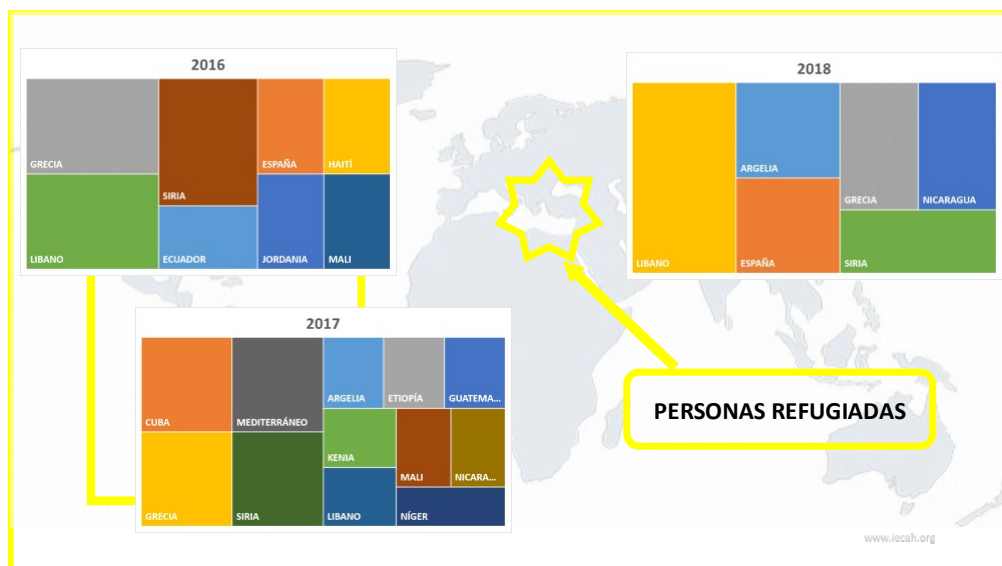 2016
GRECIA
SIRIA
ESPAÑA
HAITÍ
LIBANO
ECUADOR
JORDANIA
MALI
2018
LIBANO
ARGELIA
ESPAÑA
GRECIA
NICARAGUA
SIRIA
2017
CUBA
MEDITERRÁNEO
ARGELIA
ETIOPÍA
GUATEMA...
KENIA
MALI
NICARA...
GRECIA
SIRIA
LIBANO
NÍGER
PERSONAS REFUGIADAS
www.iecah.org